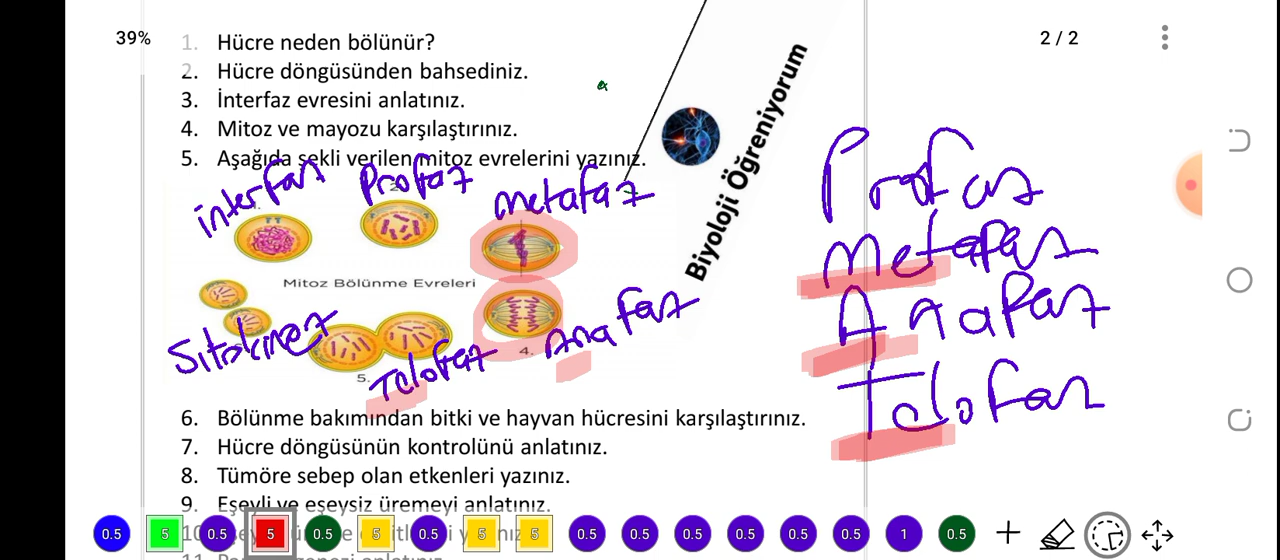 39%
2 / 2
1. Hücre neden bölünür?
2. Hücre döngüsünden bahsediniz.
3. İnterfaz evresini anlatınız.
4. Mitoz ve mayozu karşılaştırınız.
5. Aşağıda şekli verilen mitoz evrelerini yazınız.
Biyoloji Öğreniyorum
interfaz
Profaz
metafaz
Mitoz Bölünme Evreleri
Sitokinez
Telofaz
Anafaz
4.
5.
Profaz
Metafaz
Anafaz
Telofaz
6. Bölünme bakımından bitki ve hayvan hücresini karşılaştırınız.
7. Hücre döngüsünün kontrolünü anlatınız.
8. Tümöre sebep olan etkenleri yazınız.
9. Eşeyli ve eşeysiz üremeyi anlatınız.
0.5 5 0.5 5 0.5 5 0.5 5 5 0.5 0.5 0.5 0.5 0.5 0.5 1 0.5